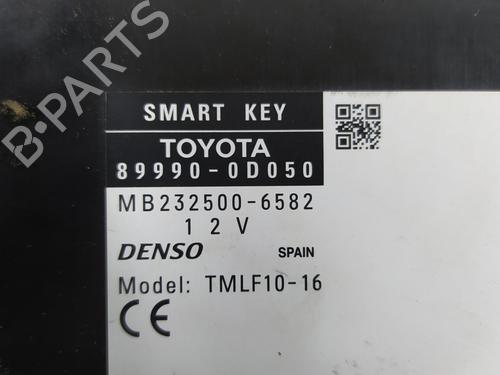 B-PARTS
SMART KEY
TOYOTA
89990-0D050
MB232500-6582
12V
DENSO SPAIN
Model: TMLF10-16
CE